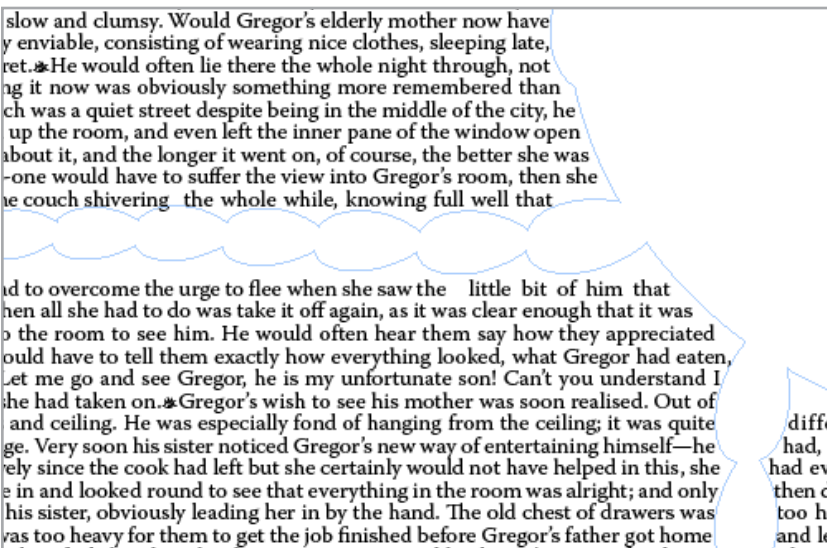 slow and clumsy. Would Gregor’s elderly mother now have
y enviable, consisting of wearing nice clothes, sleeping late,
ret.❧He would often lie there the whole night through, not
ng it now was obviously something more remembered than
ch was a quiet street despite being in the middle of the city, he
up the room, and even left the inner pane of the window open
about it, and the longer it went on, of course, the better she was
-one would have to suffer the view into Gregor’s room, then she
he couch shivering the whole while, knowing full well that
ad to overcome the urge to flee when she saw the little bit of him that
hen all she had to do was take it off again, as it was clear enough that it was
o the room to see him. He would often hear them say how they appreciated
ould have to tell them exactly how everything looked, what Gregor had eaten,
Let me go and see Gregor, he is my unfortunate son! Can’t you understand I
she had taken on.❧Gregor’s wish to see his mother was soon realised. Out of
and ceiling. He was especially fond of hanging from the ceiling; it was quite diffe
ge. Very soon his sister noticed Gregor’s new way of entertaining himself—he had,
rely since the cook had left but she certainly would not have helped in this, she had ev
e in and looked round to see that everything in the room was alright; and only then d
his sister, obviously leading her in by the hand. The old chest of drawers was too h
was too heavy for them to get the job finished before Gregor’s father got home and le